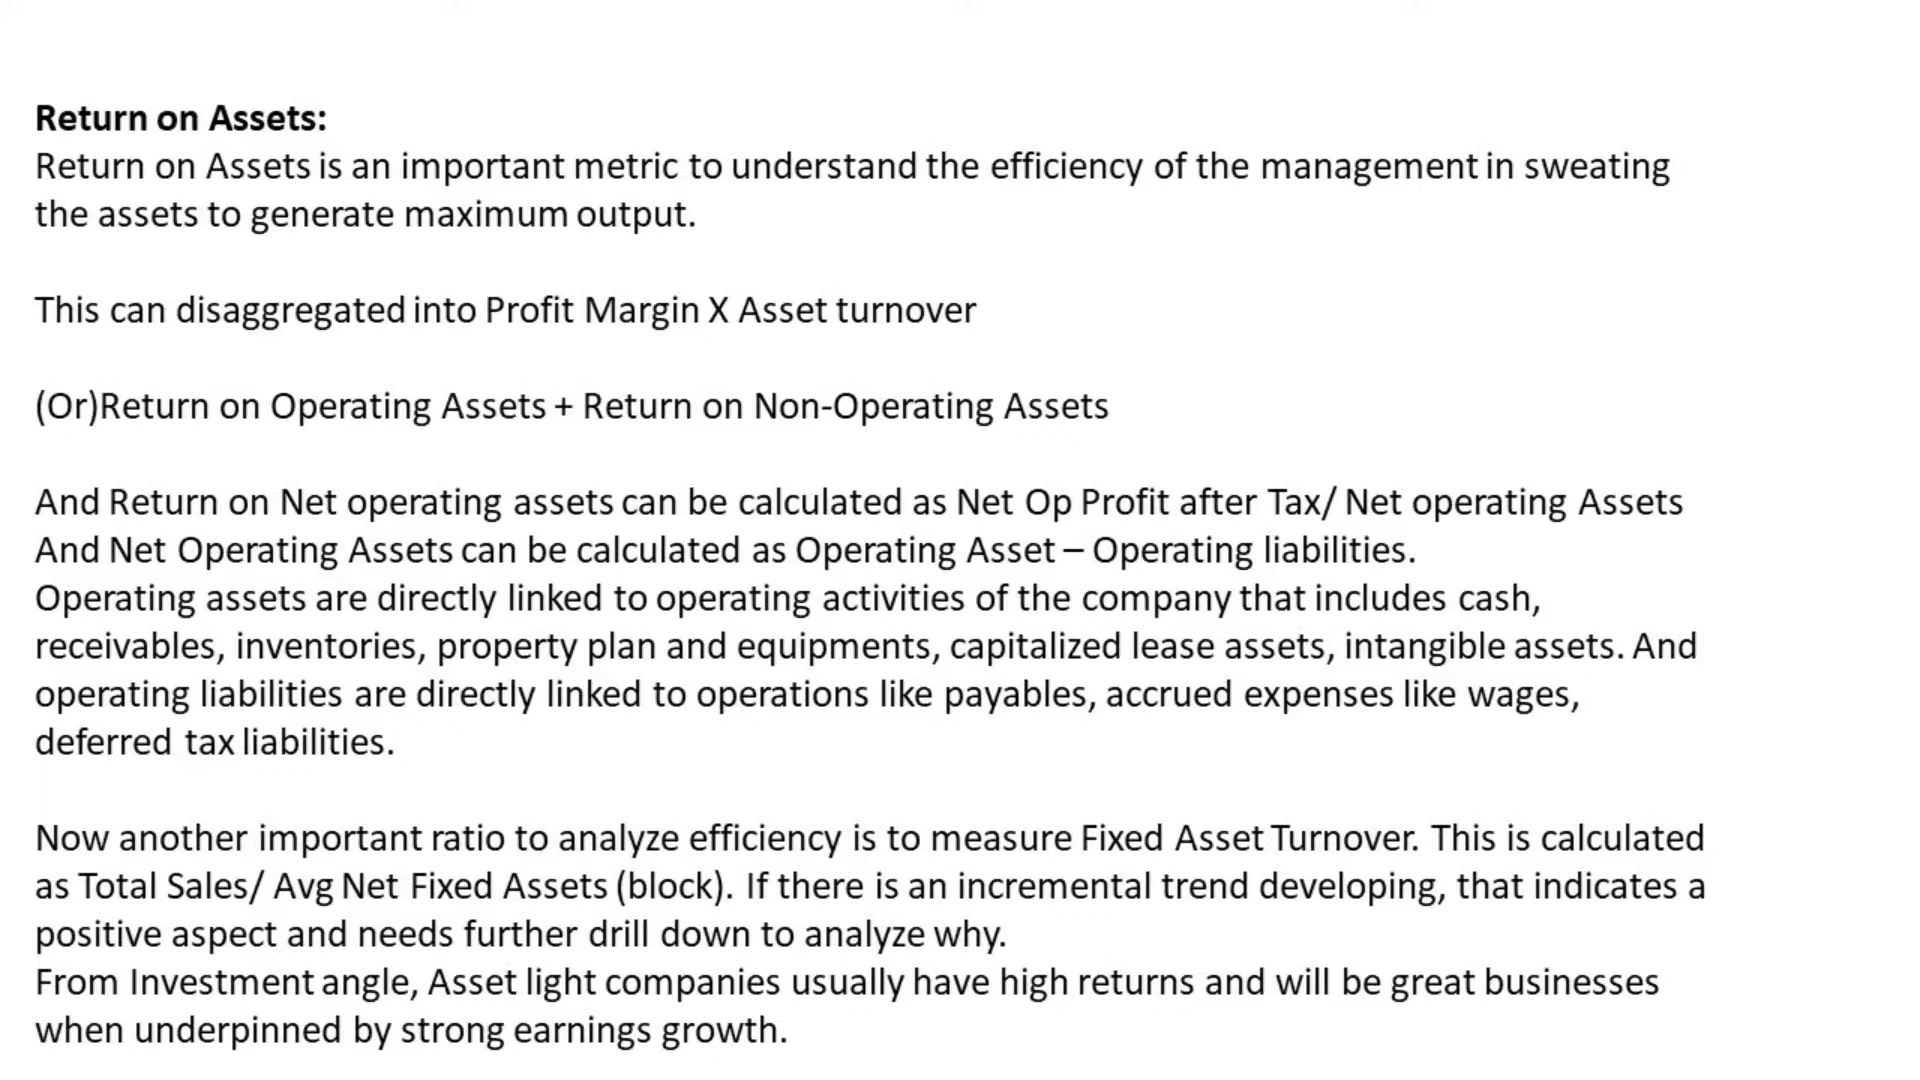 Return on Assets:
Return on Assets is an important metric to understand the efficiency of the management in sweating
the assets to generate maximum output.
This can disaggregated into Profit Margin X Asset turnover
(Or)Return on Operating Assets + Return on Non-Operating Assets
And Return on Net operating assets can be calculated as Net Op Profit after Tax/ Net operating Assets
And Net Operating Assets can be calculated as Operating Asset – Operating liabilities.
Operating assets are directly linked to operating activities of the company that includes cash,
receivables, inventories, property plan and equipments, capitalized lease assets, intangible assets. And
operating liabilities are directly linked to operations like payables, accrued expenses like wages,
deferred tax liabilities.
Now another important ratio to analyze efficiency is to measure Fixed Asset Turnover. This is calculated
as Total Sales/ Avg Net Fixed Assets (block). If there is an incremental trend developing, that indicates a
positive aspect and needs further drill down to analyze why.
From Investment angle, Asset light companies usually have high returns and will be great businesses
when underpinned by strong earnings growth.